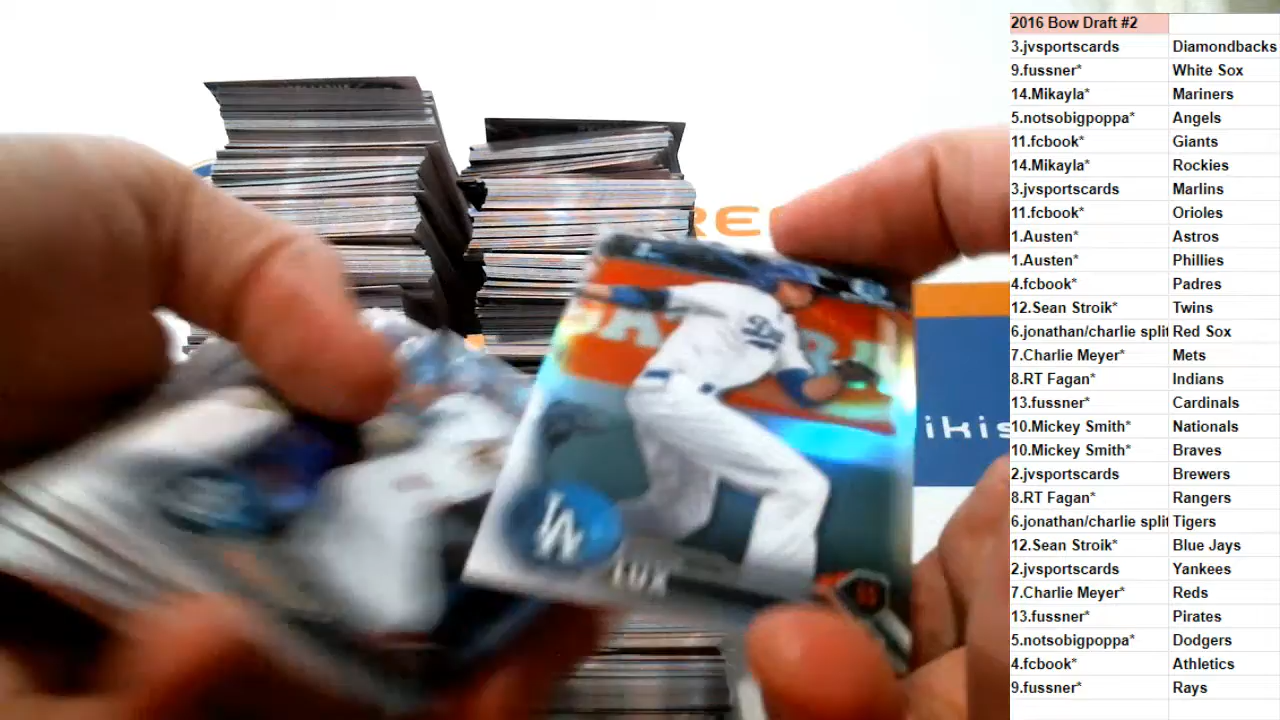 2016 Bow Draft #2
3.jvsportscards Diamondbacks
9.fussner* White Sox
14.Mikayla* Mariners
5.notsobigpoppa* Angels
11.fcbook* Giants
14.Mikayla* Rockies
3.jvsportscards Marlins
11.fcbook* Orioles
1.Austen* Astros
1.Austen* Phillies
4.fcbook* Padres
12.Sean Stroik* Twins
6.jonathan/charlie split Red Sox
7.Charlie Meyer* Mets
8.RT Fagan* Indians
13.fussner* Cardinals
10.Mickey Smith* Nationals
10.Mickey Smith* Braves
2.jvsportscards Brewers
8.RT Fagan* Rangers
6.jonathan/charlie split Tigers
12.Sean Stroik* Blue Jays
2.jvsportscards Yankees
7.Charlie Meyer* Reds
13.fussner* Pirates
5.notsobigpoppa* Dodgers
4.fcbook* Athletics
9.fussner* Rays
REE
ikis
LA
LUX